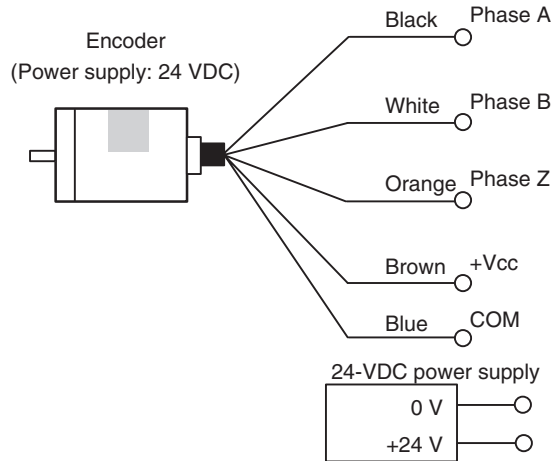 Encoder
(Power supply: 24 VDC)
Black Phase A
White Phase B
Orange Phase Z
Brown +Vcc
Blue COM
24-VDC power supply
0 V
+24 V